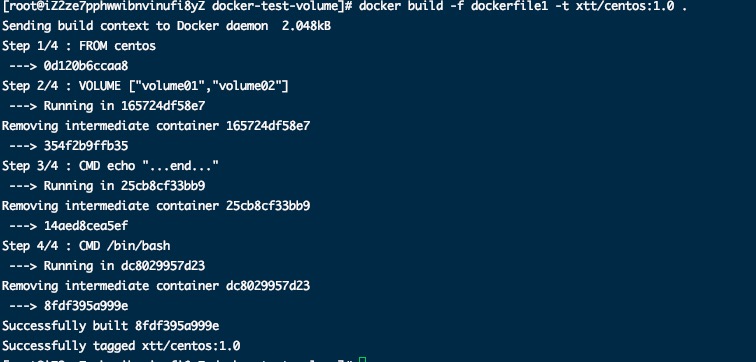 [root@iZ2ze7pphwwibnvinufi8yZ docker-test-volume]# docker build -f dockerfile1 -t xtt/centos:1.0 .
Sending build context to Docker daemon  2.048kB
Step 1/4 : FROM centos
 ---> 0d120b6ccaa8
Step 2/4 : VOLUME ["volume01","volume02"]
 ---> Running in 165724df58e7
Removing intermediate container 165724df58e7
 ---> 354f2b9ffb35
Step 3/4 : CMD echo "...end..."
 ---> Running in 25cb8cf33bb9
Removing intermediate container 25cb8cf33bb9
 ---> 14aed8cea5ef
Step 4/4 : CMD /bin/bash
 ---> Running in dc8029957d23
Removing intermediate container dc8029957d23
 ---> 8fdf395a999e
Successfully built 8fdf395a999e
Successfully tagged xtt/centos:1.0